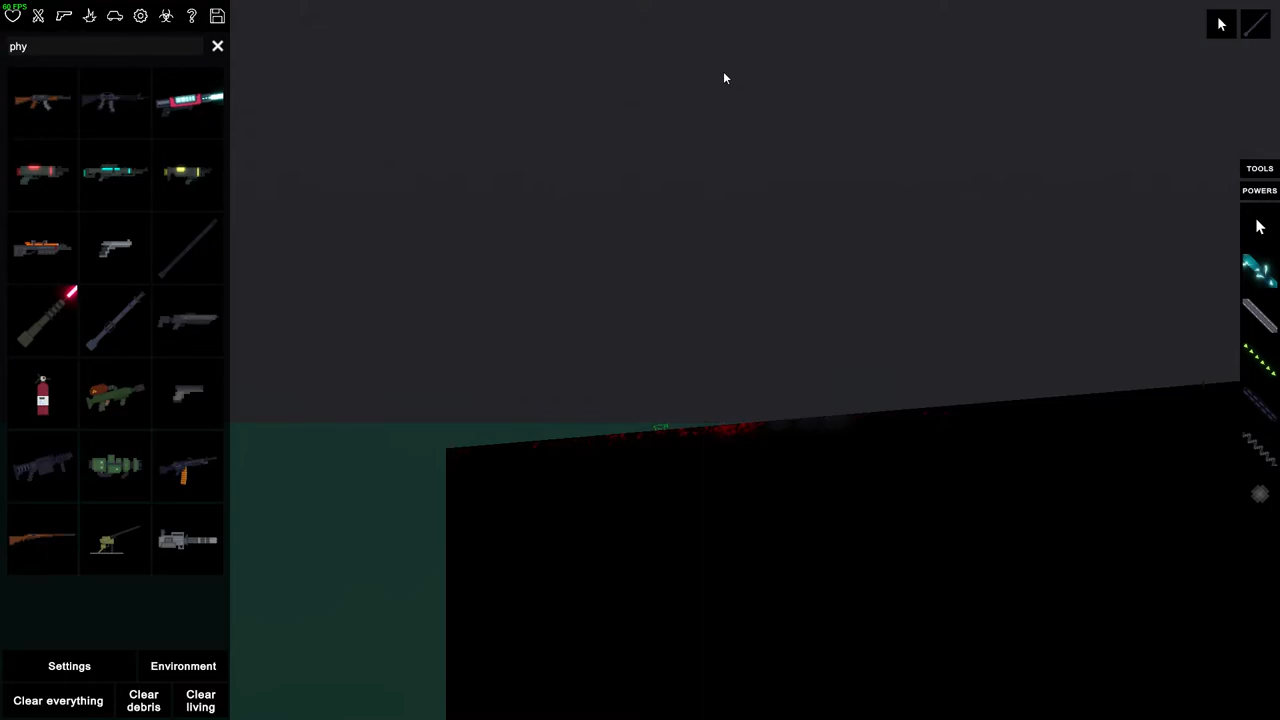 60 FPS
phy
TOOLS
POWERS
Settings
Environment
Clear everything
Clear
debris
Clear
living